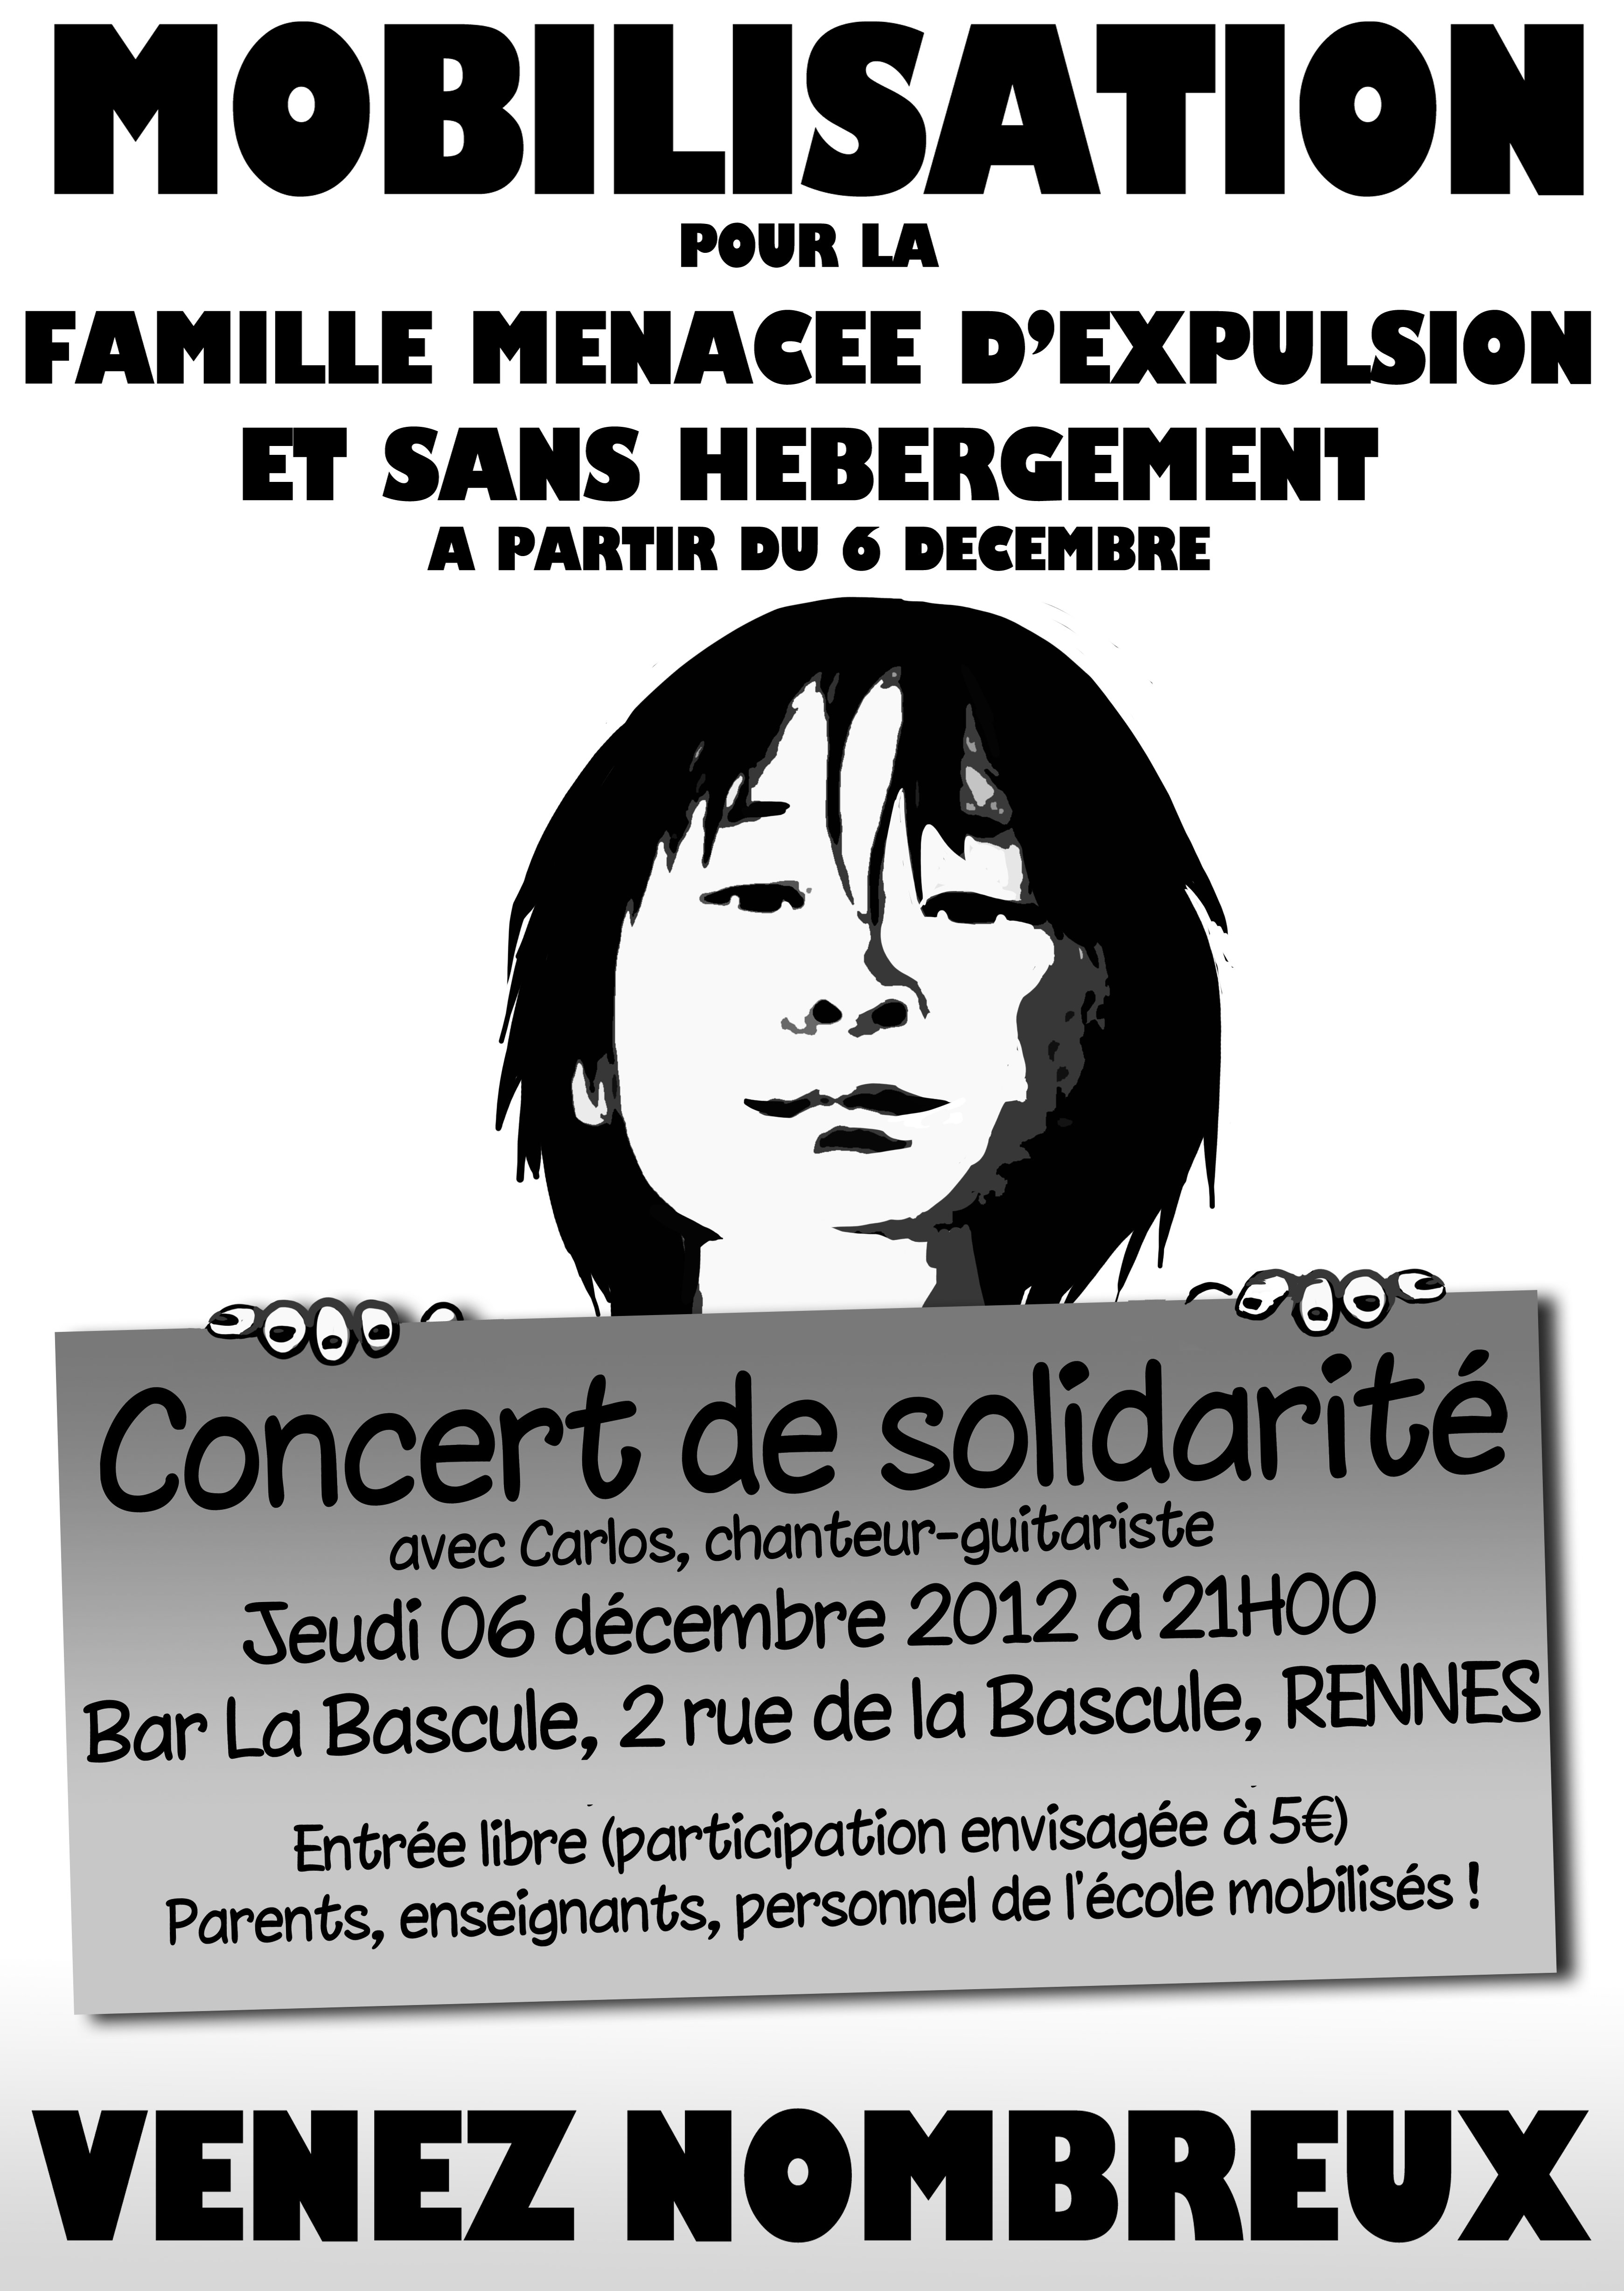 MOBILISATION
POUR LA
FAMILLE MENACEE D'EXPULSION
ET SANS HEBERGEMENT
A PARTIR DU 6 DECEMBRE
Concert de solidarité
avec Carlos, chanteur-guitariste
Jeudi 06 décembre 2012 à 21H00
Bar La Bascule, 2 rue de la Bascule, RENNES
Entrée libre (participation envisagée à 5€)
Parents, enseignants, personnel de l'école mobilisés !
VENEZ NOMBREUX